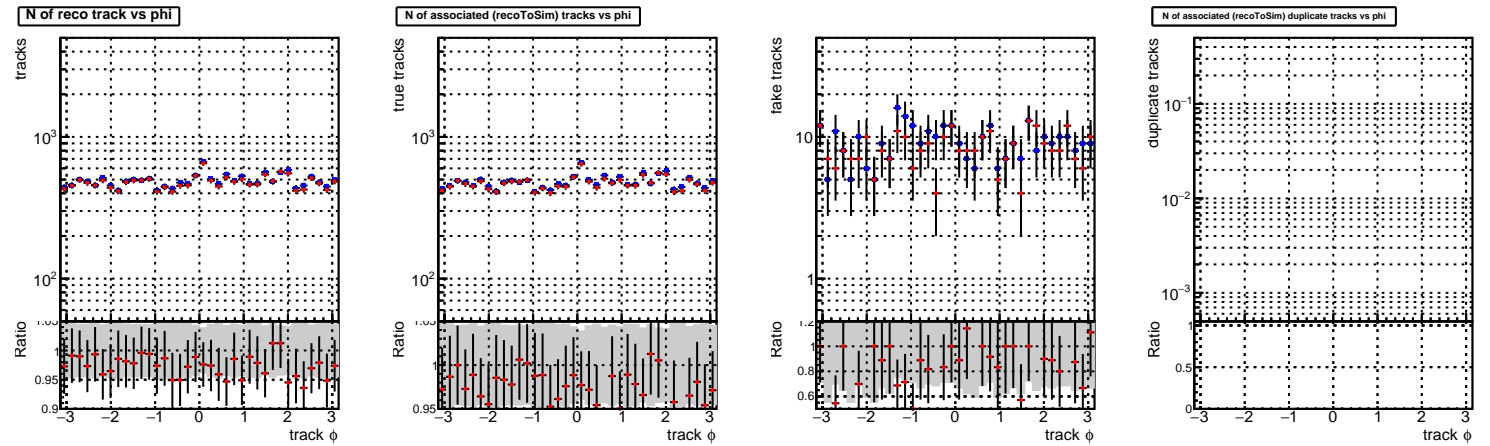 N of reco track vs phi
tracks
10³
10²
Ratio
1.05
1
0.95
0.9
−3 −2 −1 0 1 2 3
track ϕ
N of associated (recoToSim) tracks vs phi
true tracks
10³
10²
Ratio
1.05
1
0.95
−3 −2 −1 0 1 2 3
track ϕ
fake tracks
10
1
Ratio
1.2
1
0.8
0.6
−3 −2 −1 0 1 2 3
track ϕ
N of associated (recoToSim) duplicate tracks vs phi
duplicate tracks
10⁻¹
10⁻²
10⁻³
Ratio
1
0.5
0
−3 −2 −1 0 1 2 3
track ϕ